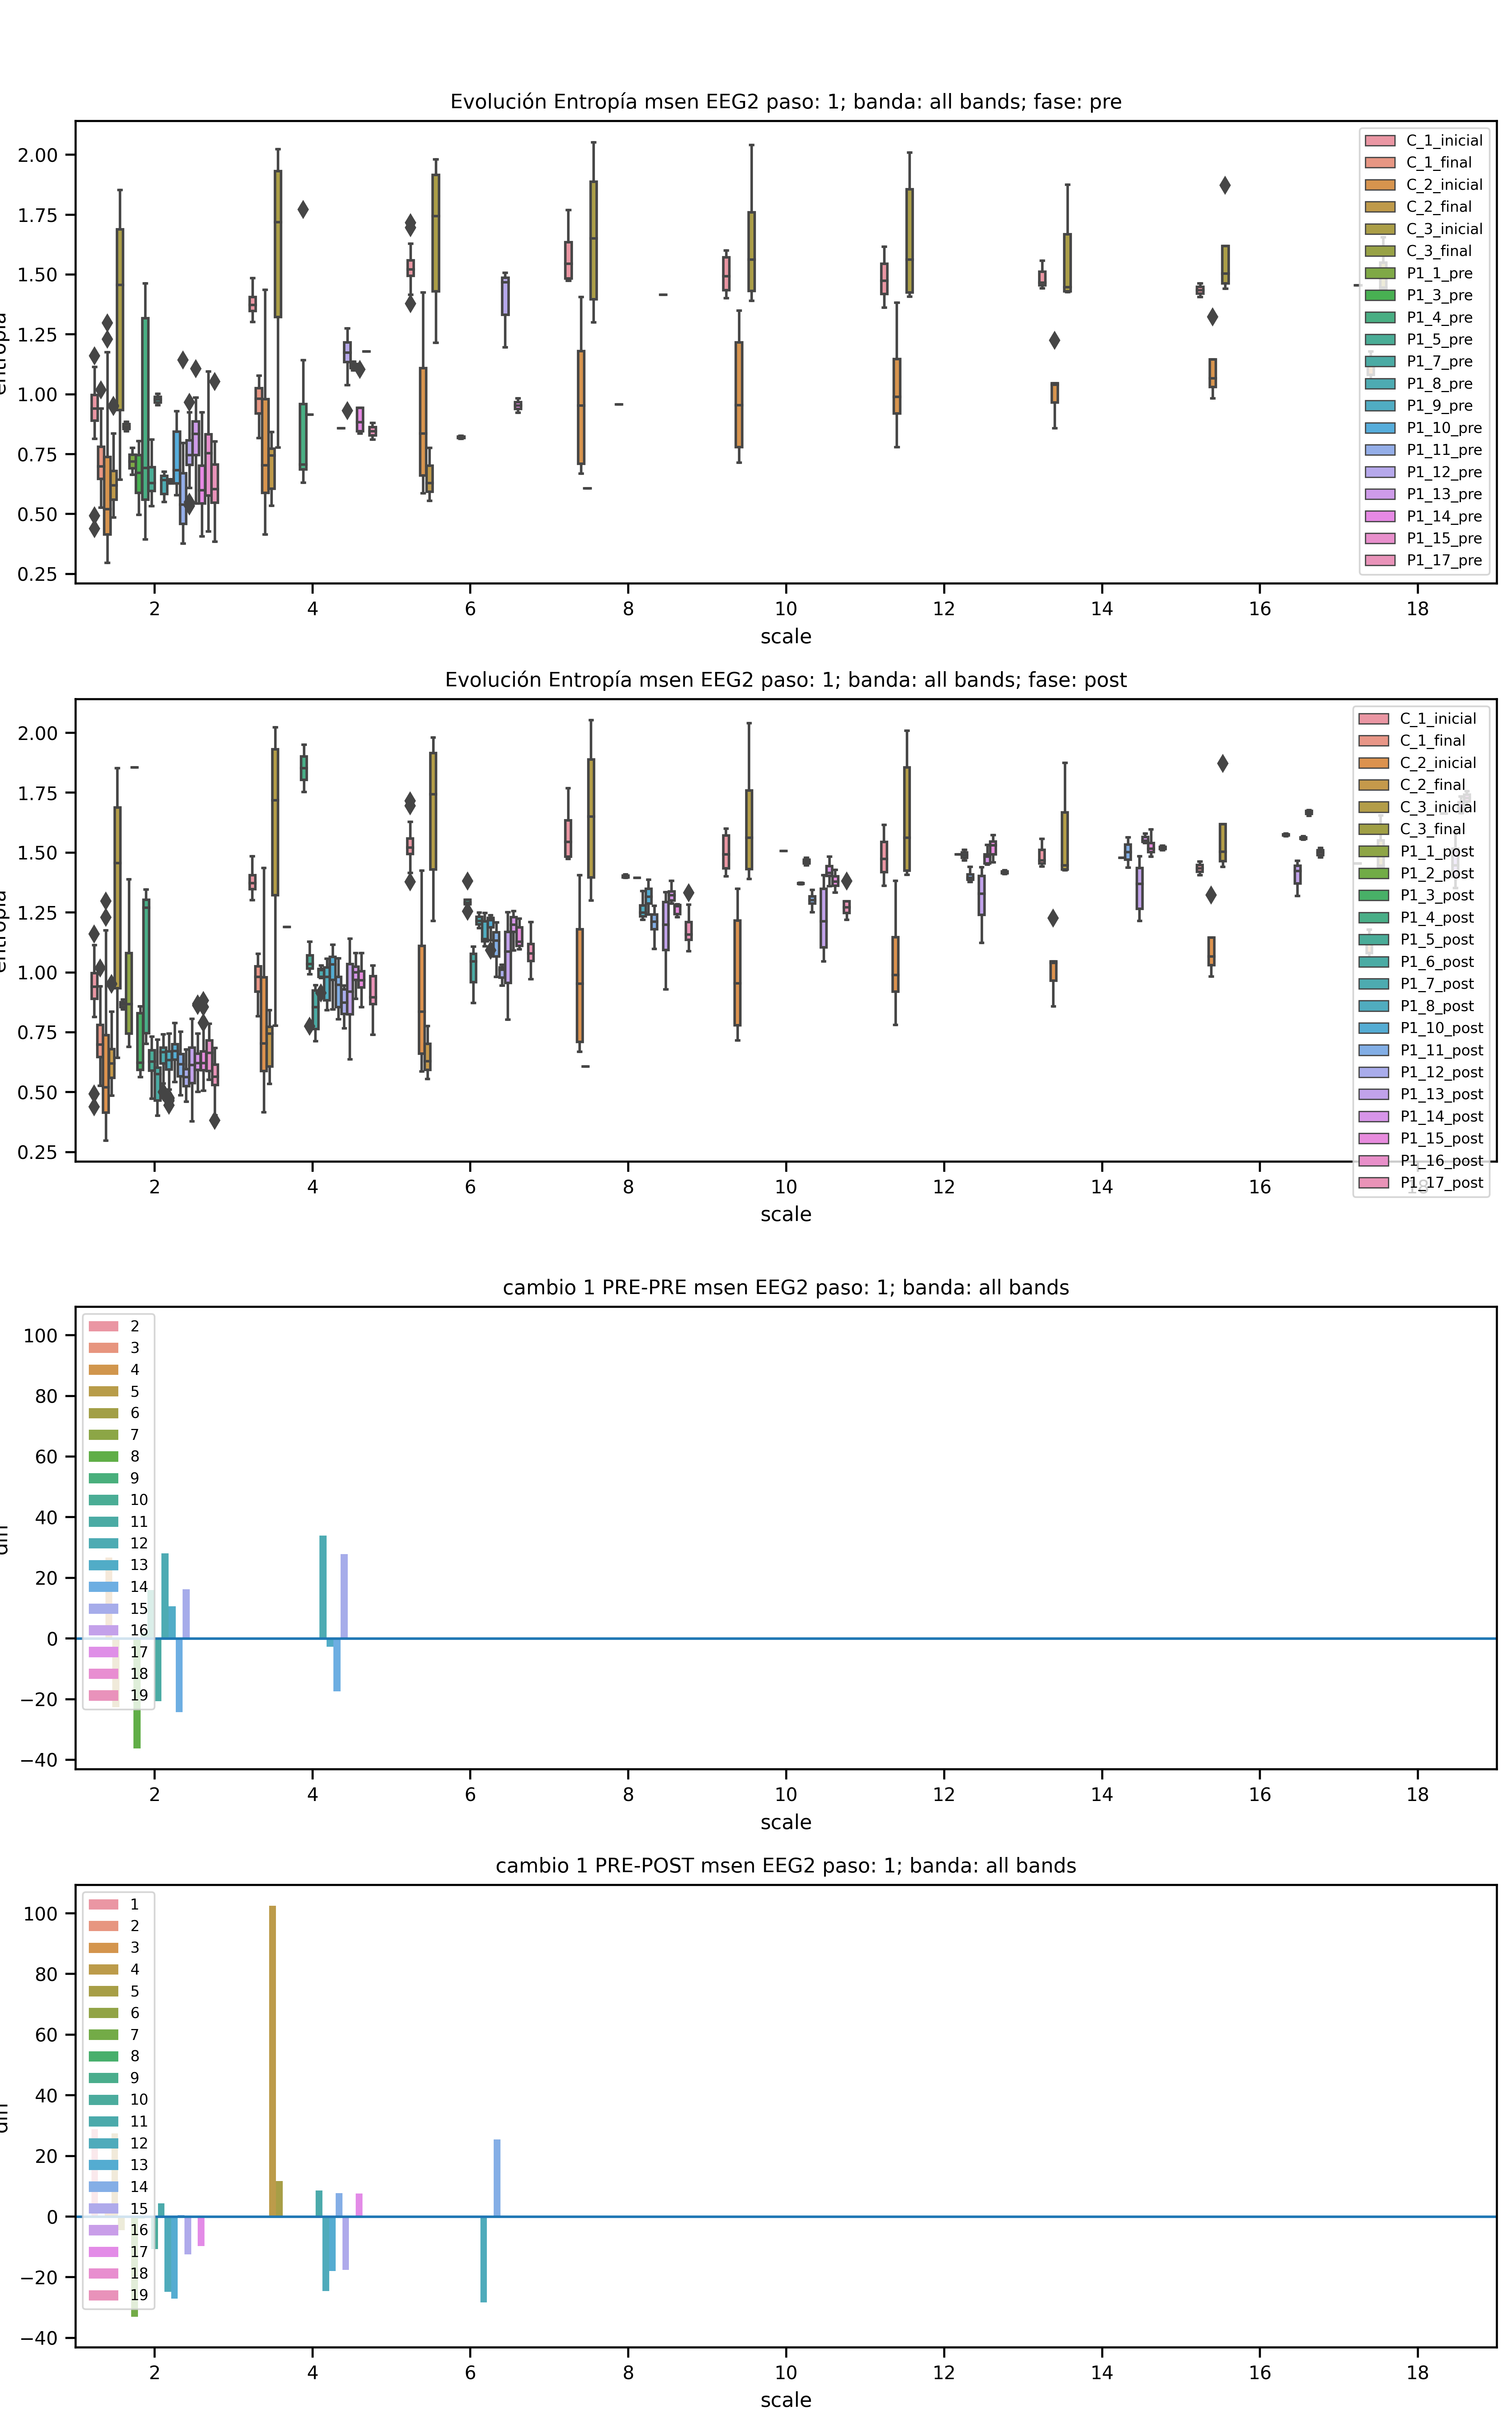 Evolución Entropía msen EEG2 paso: 1; banda: all bands; fase: pre
2.00
1.75
1.50
1.25
1.00
0.75
0.50
0.25
C_1_inicial
C_1_final
C_2_inicial
C_2_final
C_3_inicial
C_3_final
P1_1_pre
P1_3_pre
P1_4_pre
P1_5_pre
P1_7_pre
P1_8_pre
P1_9_pre
P1_10_pre
P1_11_pre
P1_12_pre
P1_13_pre
P1_14_pre
P1_15_pre
P1_17_pre
2 4 6 8 10 12 14 16 18
scale
Evolución Entropía msen EEG2 paso: 1; banda: all bands; fase: post
2.00
1.75
1.50
1.25
1.00
0.75
0.50
0.25
C_1_inicial
C_1_final
C_2_inicial
C_2_final
C_3_inicial
C_3_final
P1_1_post
P1_2_post
P1_3_post
P1_4_post
P1_5_post
P1_6_post
P1_7_post
P1_8_post
P1_10_post
P1_11_post
P1_12_post
P1_13_post
P1_14_post
P1_15_post
P1_16_post
P1_17_post
2 4 6 8 10 12 14 16 18
scale
cambio 1 PRE-PRE msen EEG2 paso: 1; banda: all bands
100
80
60
40
20
0
−20
−40
2
3
4
5
6
7
8
9
10
11
12
13
14
15
16
17
18
19
2 4 6 8 10 12 14 16 18
scale
cambio 1 PRE-POST msen EEG2 paso: 1; banda: all bands
100
80
60
40
20
0
−20
−40
1
2
3
4
5
6
7
8
9
10
11
12
13
14
15
16
17
18
19
2 4 6 8 10 12 14 16 18
scale